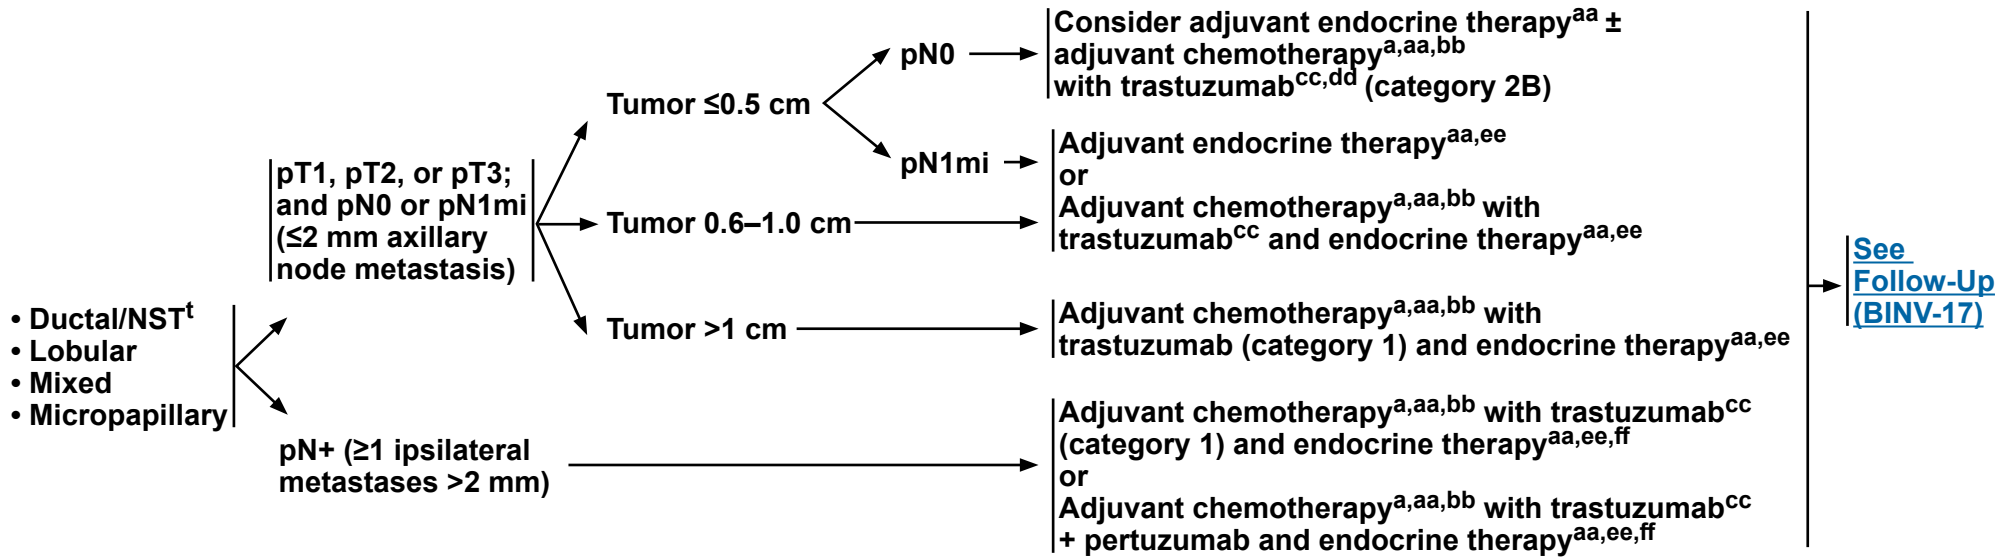 • Ductal/NSTᵗ
• Lobular
• Mixed
• Micropapillary
pT1, pT2, or pT3;
and pN0 or pN1mi
(≤2 mm axillary
node metastasis)
pN+ (≥1 ipsilateral
metastases >2 mm)
Tumor ≤0.5 cm
Tumor 0.6–1.0 cm
Tumor >1 cm
pN0
pN1mi
Consider adjuvant endocrine therapyaa ±
adjuvant chemotherapya,aa,bb
with trastuzumabcc,dd (category 2B)
Adjuvant endocrine therapyaa,ee
or
Adjuvant chemotherapya,aa,bb with
trastuzumabcc and endocrine therapyaa,ee
Adjuvant chemotherapya,aa,bb with
trastuzumab (category 1) and endocrine therapyaa,ee
Adjuvant chemotherapya,aa,bb with trastuzumabcc
(category 1) and endocrine therapyaa,ee,ff
or
Adjuvant chemotherapya,aa,bb with trastuzumabcc
+ pertuzumab and endocrine therapyaa,ee,ff
See
Follow-Up
(BINV-17)